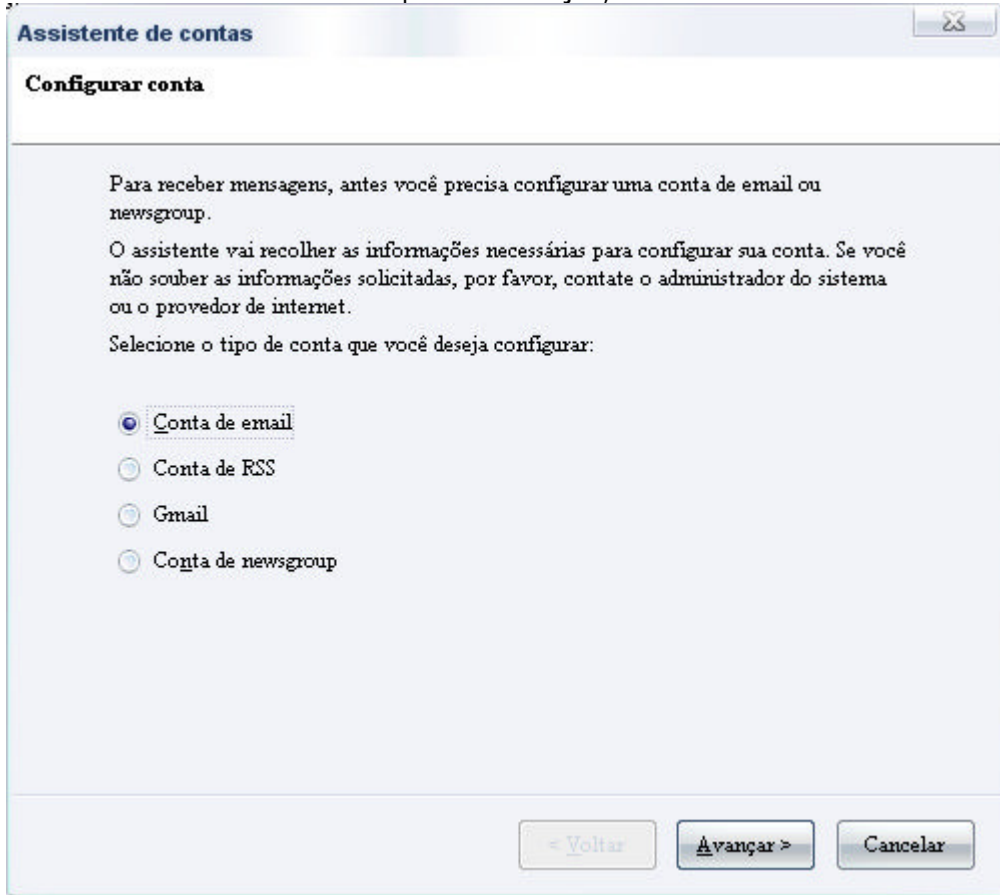 Assistente de contas
Configurar conta
Para receber mensagens, antes você precisa configurar uma conta de email ou
newsgroup.
O assistente vai recolher as informações necessárias para configurar sua conta. Se você
não souber as informações solicitadas, por favor, contate o administrador do sistema
ou o provedor de internet.
Selecione o tipo de conta que você deseja configurar:
Conta de email
Conta de RSS
Gmail
Conta de newsgroup
< Voltar
Avançar >
Cancelar